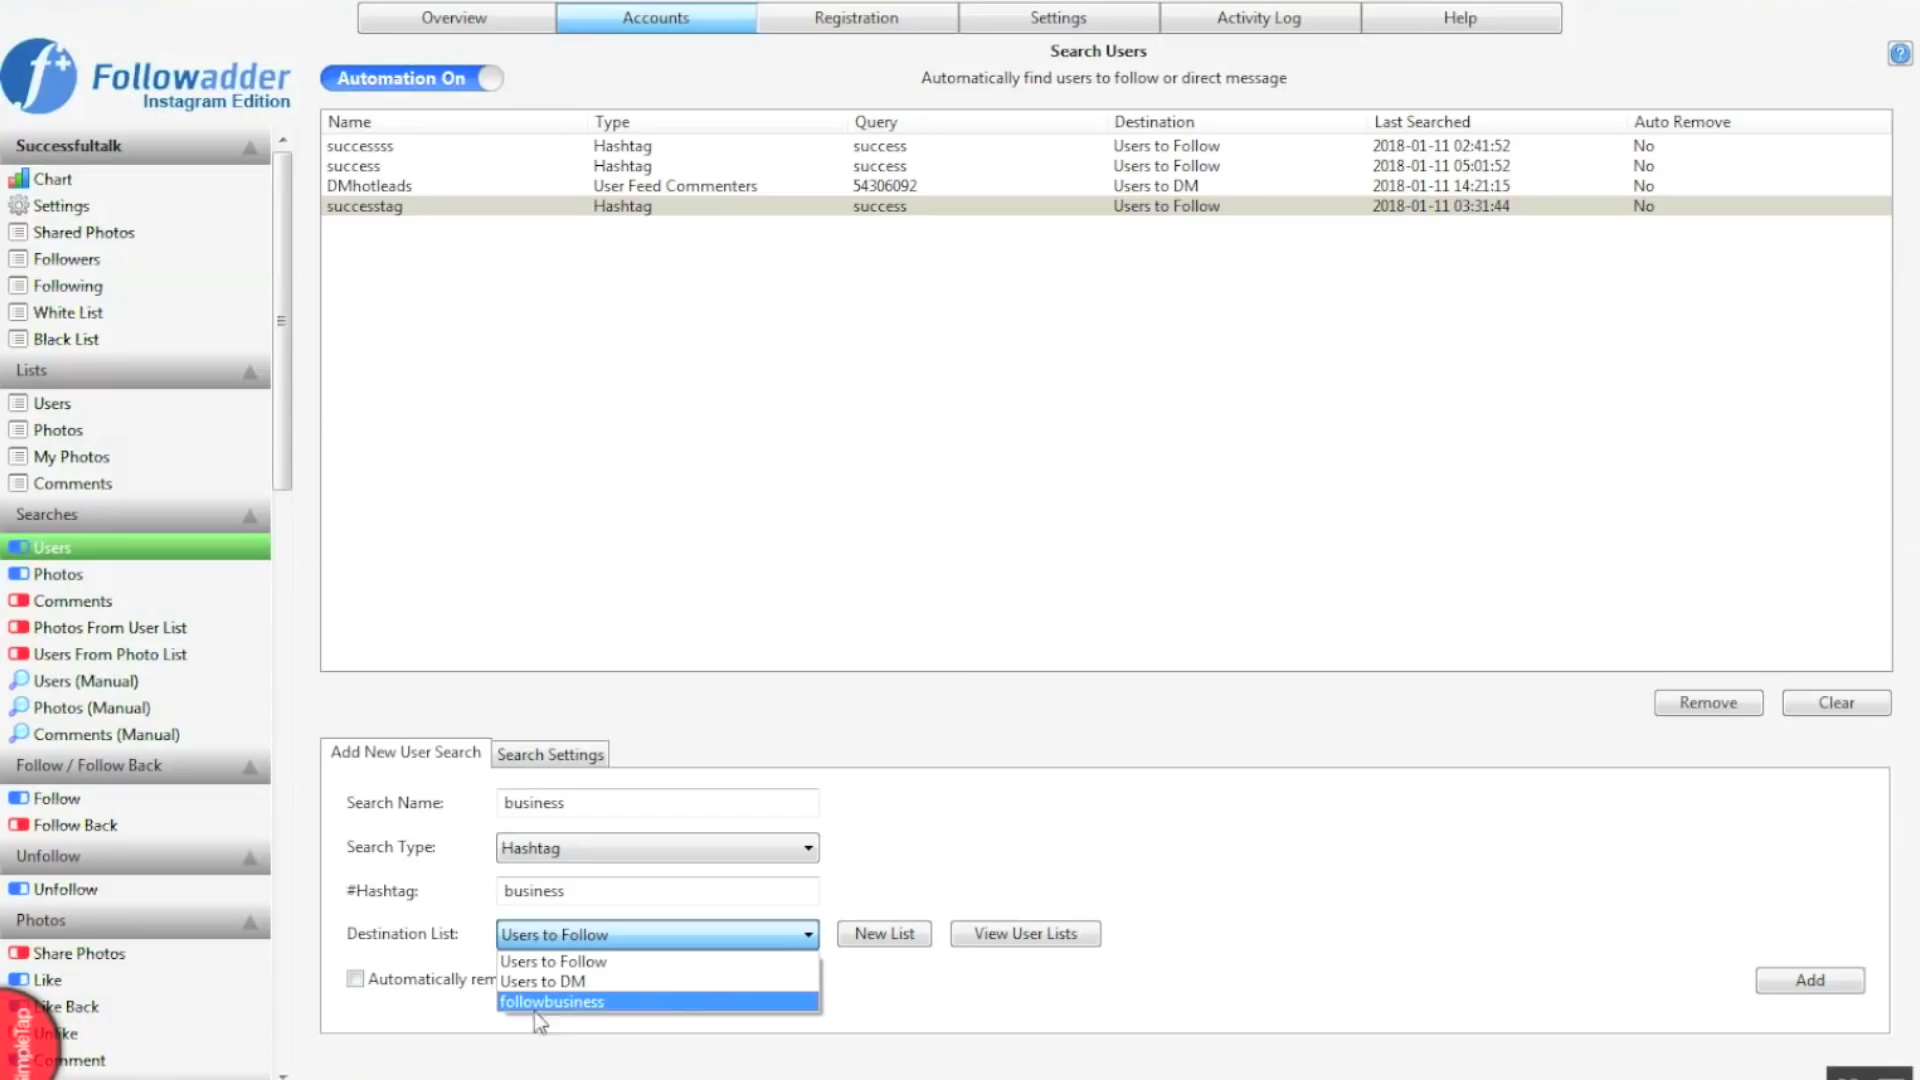 Overview
Accounts
Registration
Settings
Activity Log
Help
Followadder
Instagram Edition
Automation On
Search Users
Automatically find users to follow or direct message
Successfultalk
Chart
Settings
Shared Photos
Followers
Following
White List
Black List
Lists
Users
Photos
My Photos
Comments
Searches
Users
Photos
Comments
Photos From User List
Users From Photo List
Users (Manual)
Photos (Manual)
Comments (Manual)
Follow / Follow Back
Follow
Follow Back
Unfollow
Unfollow
Photos
Share Photos
Like
Like Back
Unlike
Comment
Name Type Query Destination Last Searched Auto Remove
successss Hashtag success Users to Follow 2018-01-11 02:41:52 No
success Hashtag success Users to Follow 2018-01-11 05:01:52 No
DMhotleads User Feed Commenters 54306092 Users to DM 2018-01-11 14:21:15 No
successtag Hashtag success Users to Follow 2018-01-11 03:31:44 No
Remove
Clear
Add New User Search
Search Settings
Search Name: business
Search Type: Hashtag
#Hashtag: business
Destination List: Users to Follow
New List
View User Lists
Users to Follow
Users to DM
followbusiness
Automatically rem
Add